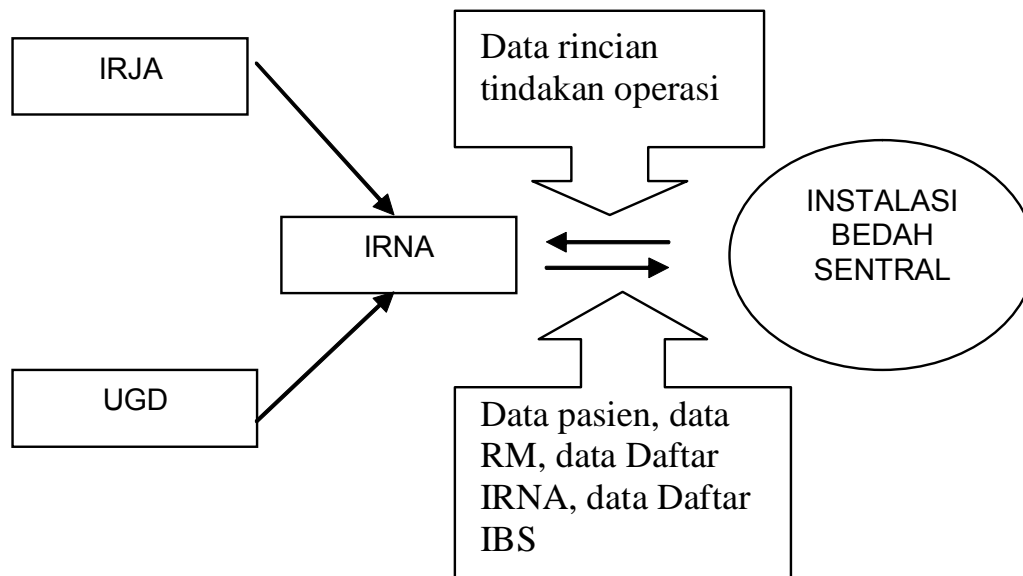 IRJA
Data rincian
tindakan operasi
IRNA
INSTALASI
BEDAH
SENTRAL
UGD
Data pasien, data
RM, data Daftar
IRNA, data Daftar
IBS